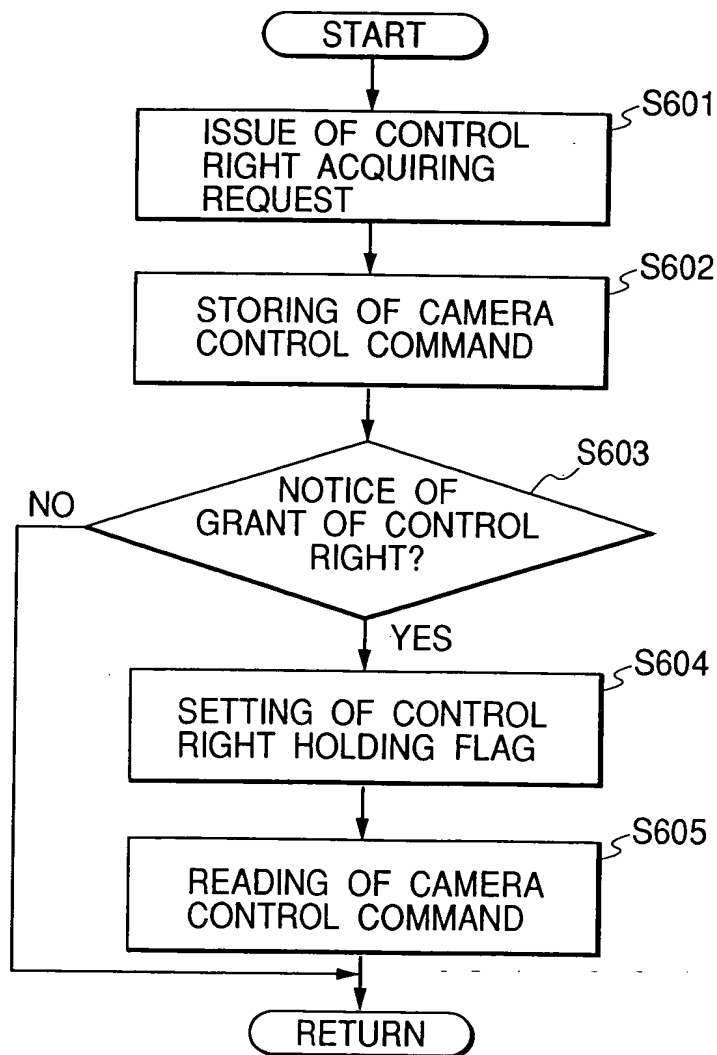 START
S601
ISSUE OF CONTROL
RIGHT ACQUIRING
REQUEST
S602
STORING OF CAMERA
CONTROL COMMAND
S603
NOTICE OF
GRANT OF CONTROL
RIGHT?
NO
YES
S604
SETTING OF CONTROL
RIGHT HOLDING FLAG
S605
READING OF CAMERA
CONTROL COMMAND
RETURN